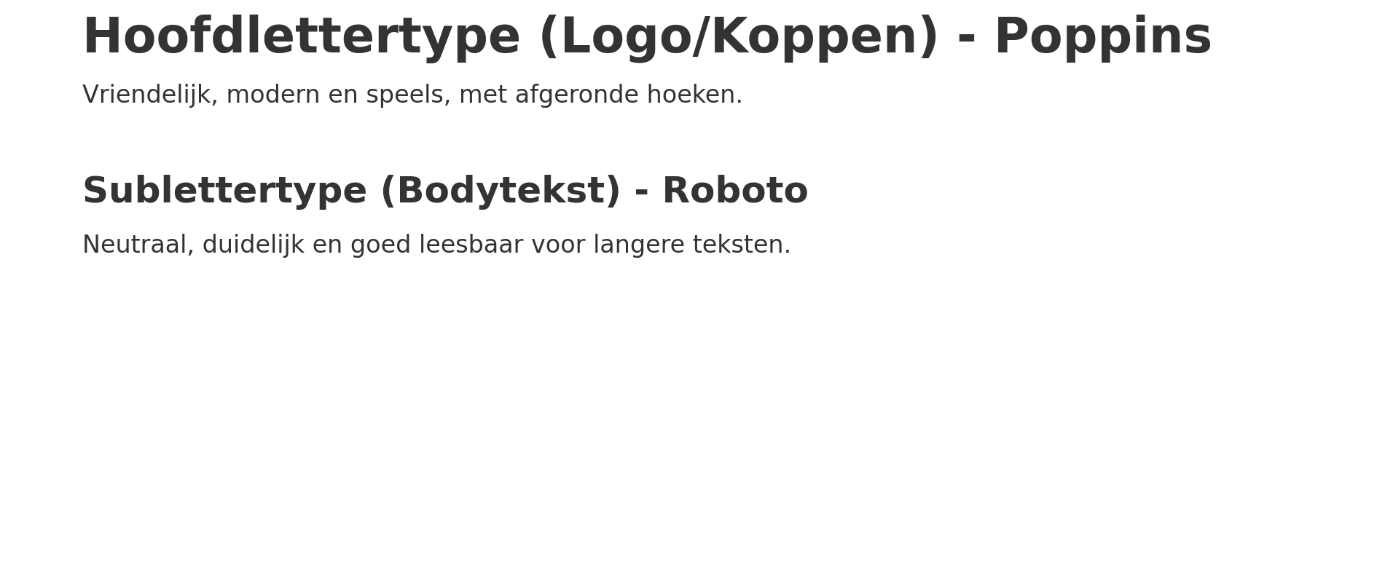 Hoofdlettertype (Logo/Koppen) - Poppins
Vriendelijk, modern en speels, met afgeronde hoeken.
Sublettertype (Bodytekst) - Roboto
Neutraal, duidelijk en goed leesbaar voor langere teksten.